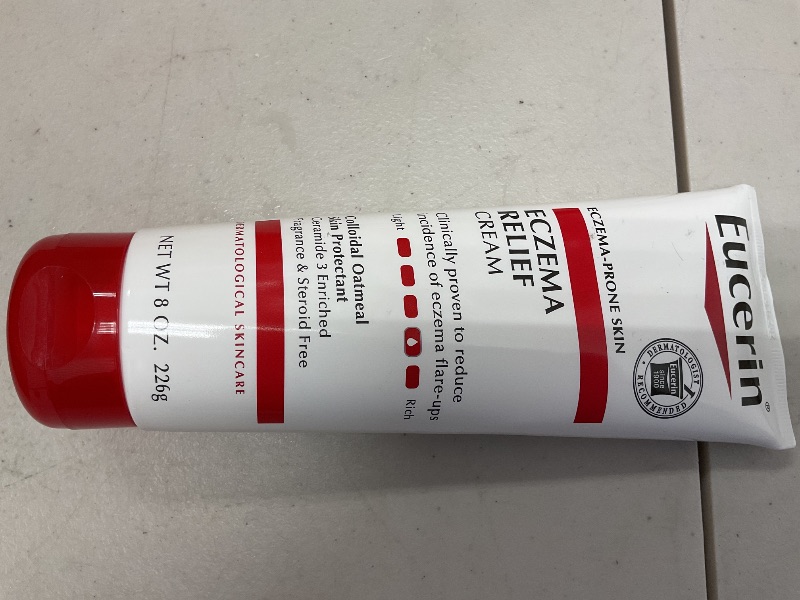 Eucerin®
DERMATOLOGIST RECOMMENDED
Eucerin
since
1900
ECZEMA-PRONE SKIN
ECZEMA
RELIEF
CREAM
Clinically proven to reduce
incidence of eczema flare-ups
Light
Rich
Colloidal Oatmeal
Skin Protectant
Ceramide 3 Enriched
Fragrance & Steroid Free
DERMATOLOGICAL SKINCARE
NET WT 8 OZ. 226g